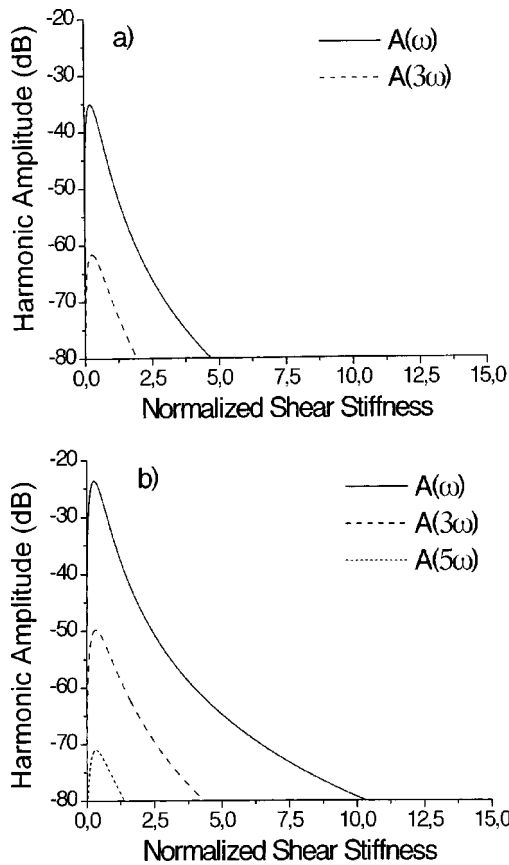 a)
A(ω)
A(3ω)
Harmonic Amplitude (dB)
-20
-30
-40
-50
-60
-70
-80
0,0 2,5 5,0 7,5 10,0 12,5 15,0
Normalized Shear Stiffness
b)
A(ω)
A(3ω)
A(5ω)
Harmonic Amplitude (dB)
-20
-30
-40
-50
-60
-70
-80
0,0 2,5 5,0 7,5 10,0 12,5 15,0
Normalized Shear Stiffness